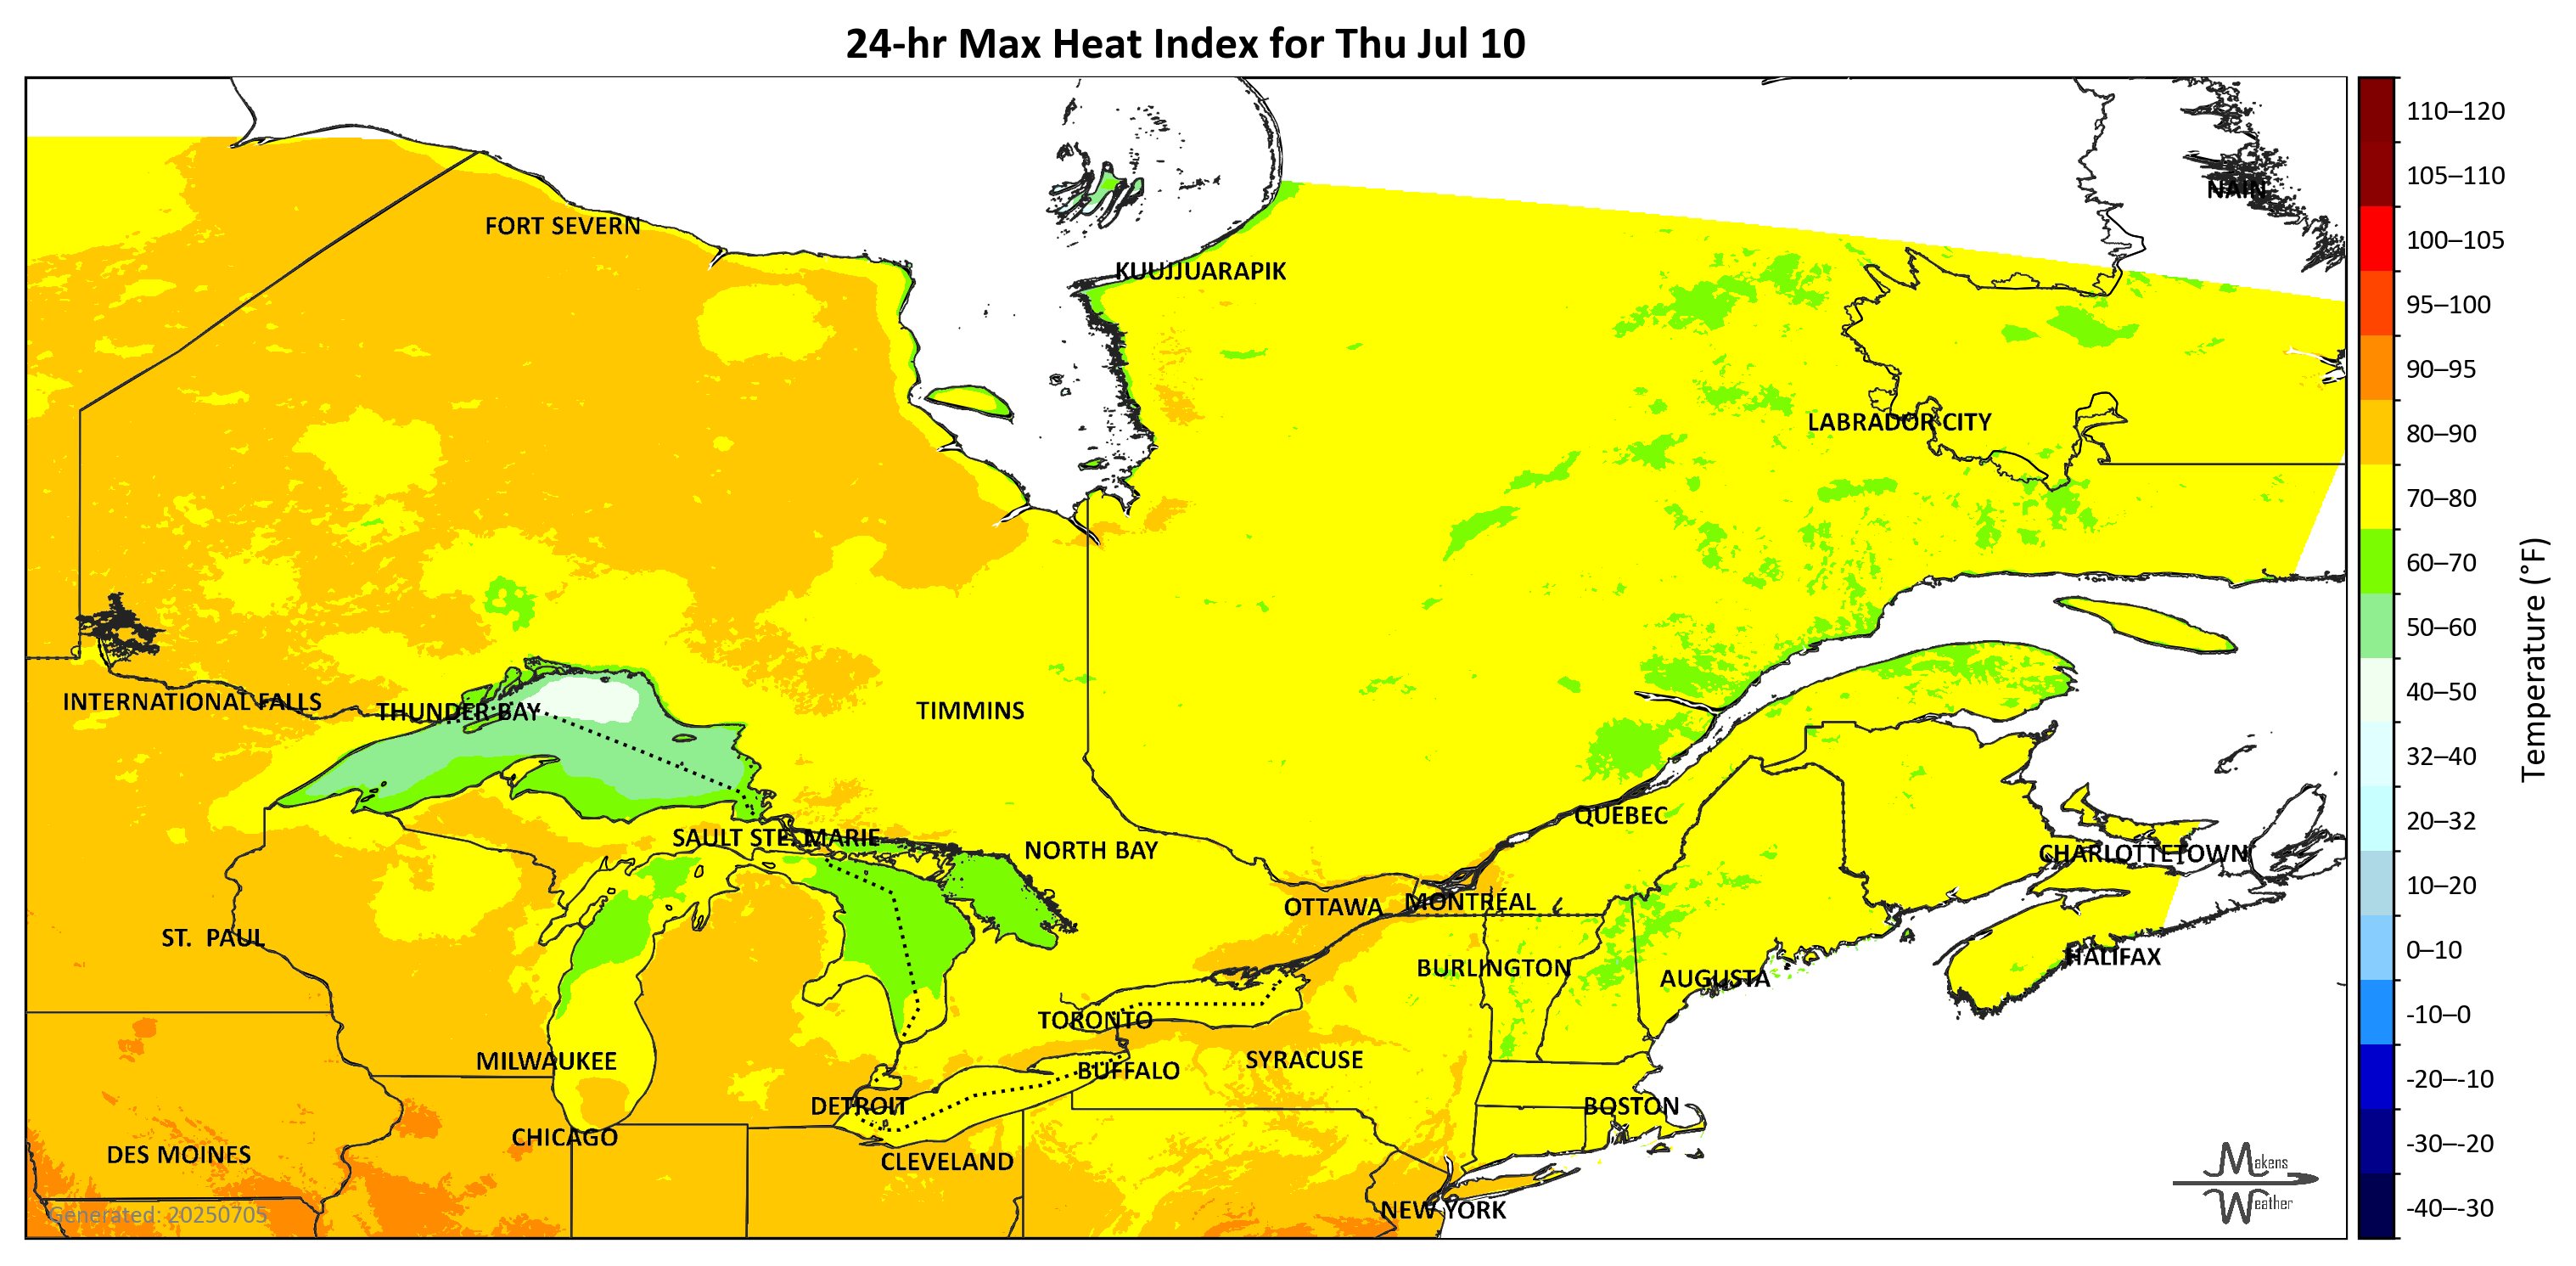 24-hr Max Heat Index for Thu Jul 10
110–120
105–110
100–105
95–100
90–95
80–90
70–80
60–70
50–60
40–50
32–40
20–32
10–20
0–10
-10–0
-20–-10
-30–-20
-40–-30
Temperature (°F)
NAIN
FORT SEVERN
KUUJJUARAPIK
LABRADOR CITY
INTERNATIONAL FALLS
THUNDER BAY
TIMMINS
QUEBEC
SAULT STE. MARIE
NORTH BAY
CHARLOTTETOWN
OTTAWA
MONTRÉAL
ST. PAUL
HALIFAX
BURLINGTON
AUGUSTA
TORONTO
MILWAUKEE
SYRACUSE
BUFFALO
DETROIT
BOSTON
CHICAGO
DES MOINES
CLEVELAND
NEW YORK
Generated: 20250705
Makens
Weather